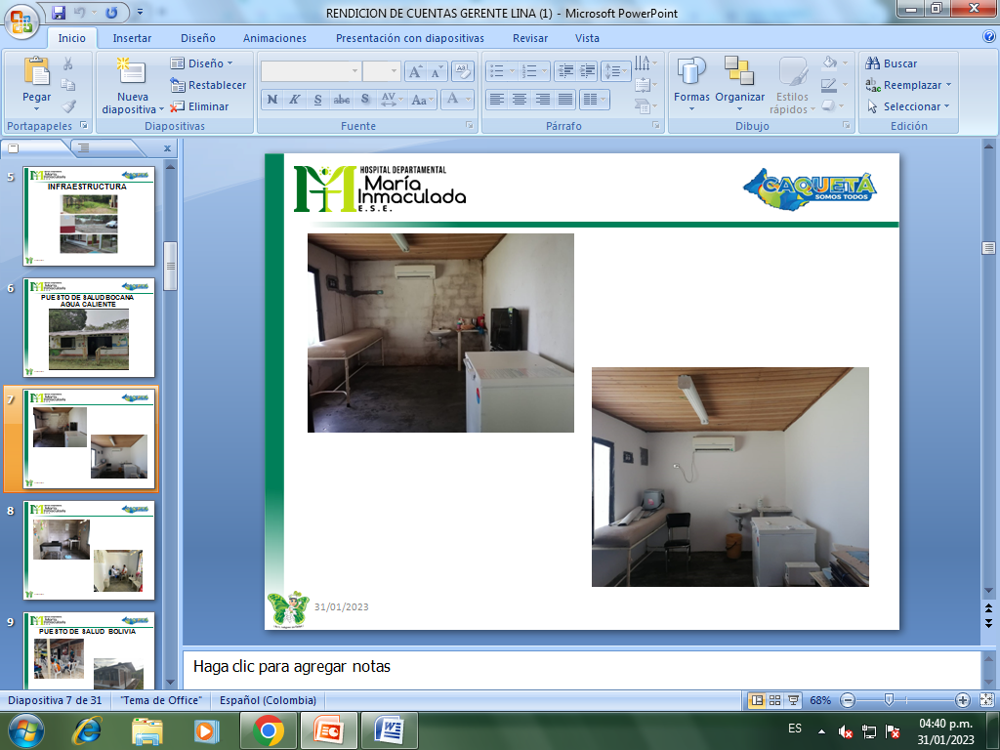 RENDICION DE CUENTAS GERENTE LINA (1) - Microsoft PowerPoint
Inicio
Insertar
Diseño
Animaciones
Presentación con diapositivas
Revisar
Vista
Pegar
Portapapeles
Nueva
diapositiva
Diseño
Restablecer
Eliminar
Diapositivas
N K S abc S AV Aa A
Fuente
Párrafo
Formas
Organizar
Estilos
rápidos
Dibujo
Buscar
Reemplazar
Seleccionar
Edición
5
INFRAESTRUCTURA
6
PUESTO DE SALUD BOCANA
AGUA CALIENTE
7
8
9
PUESTO DE SALUD BOLIVIA
HOSPITAL DEPARTAMENTAL
María
Inmaculada
E.S.E.
CAQUETÁ
SOMOS TODOS
31/01/2023
Haga clic para agregar notas
Diapositiva 7 de 31
"Tema de Office"
Español (Colombia)
68%
ES
04:40 p.m.
31/01/2023